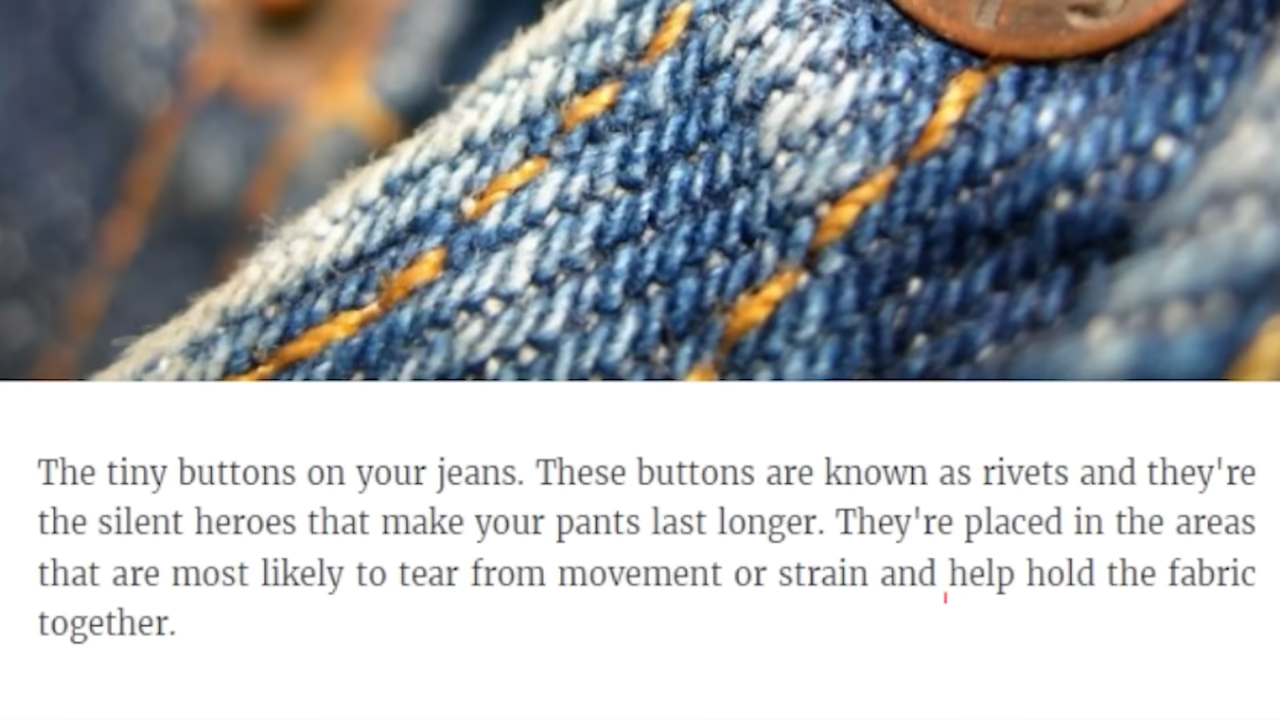 The tiny buttons on your jeans. These buttons are known as rivets and they're
the silent heroes that make your pants last longer. They're placed in the areas
that are most likely to tear from movement or strain and help hold the fabric
together.